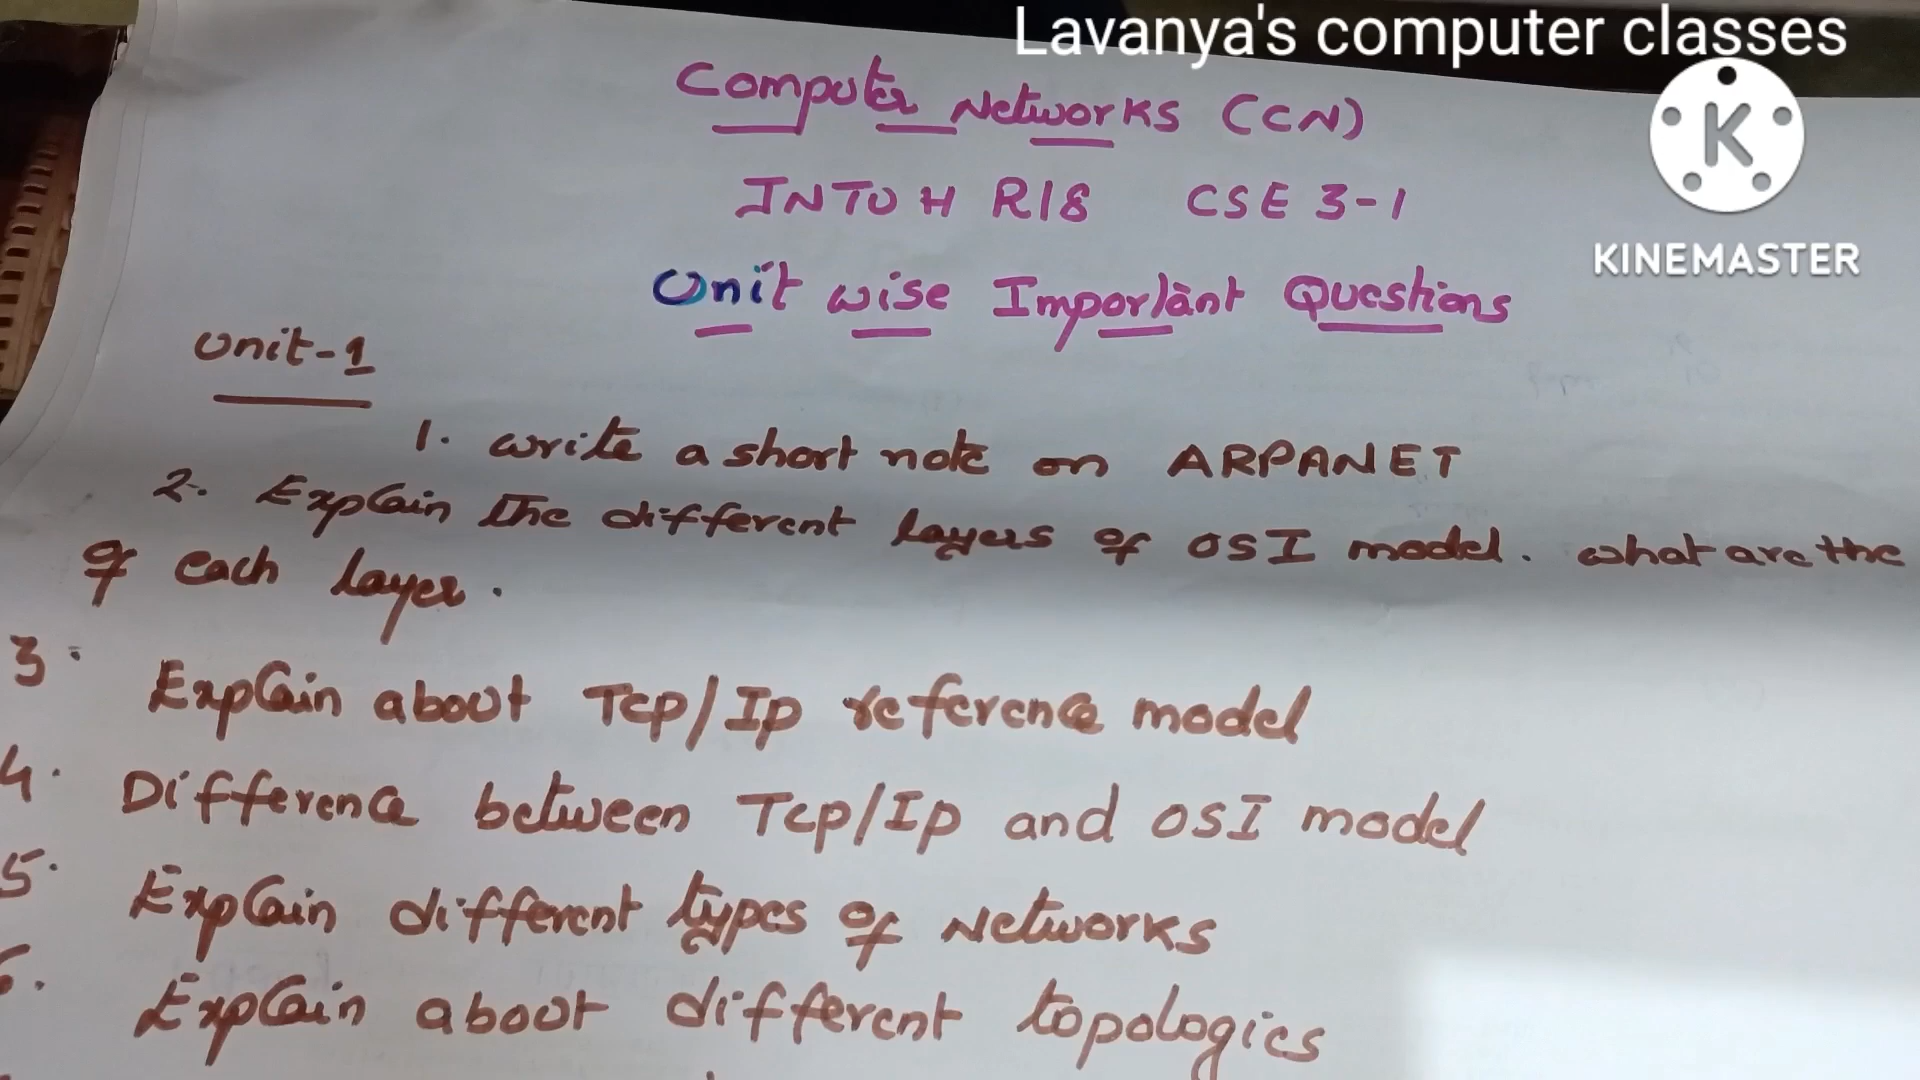 Lavanya's computer classes
KINEMASTER
Computer Networks (CN)
JNTUH R18 CSE 3-1
Unit wise Important Questions
Unit-1
1. write a short note on ARPANET
2. Explain the different layers of OSI model. what are the
of each layer.
3. Explain about Tcp/Ip reference model
4. Difference between Tcp/Ip and OSI model
5. Explain different types of Networks
6. Explain about different topologies